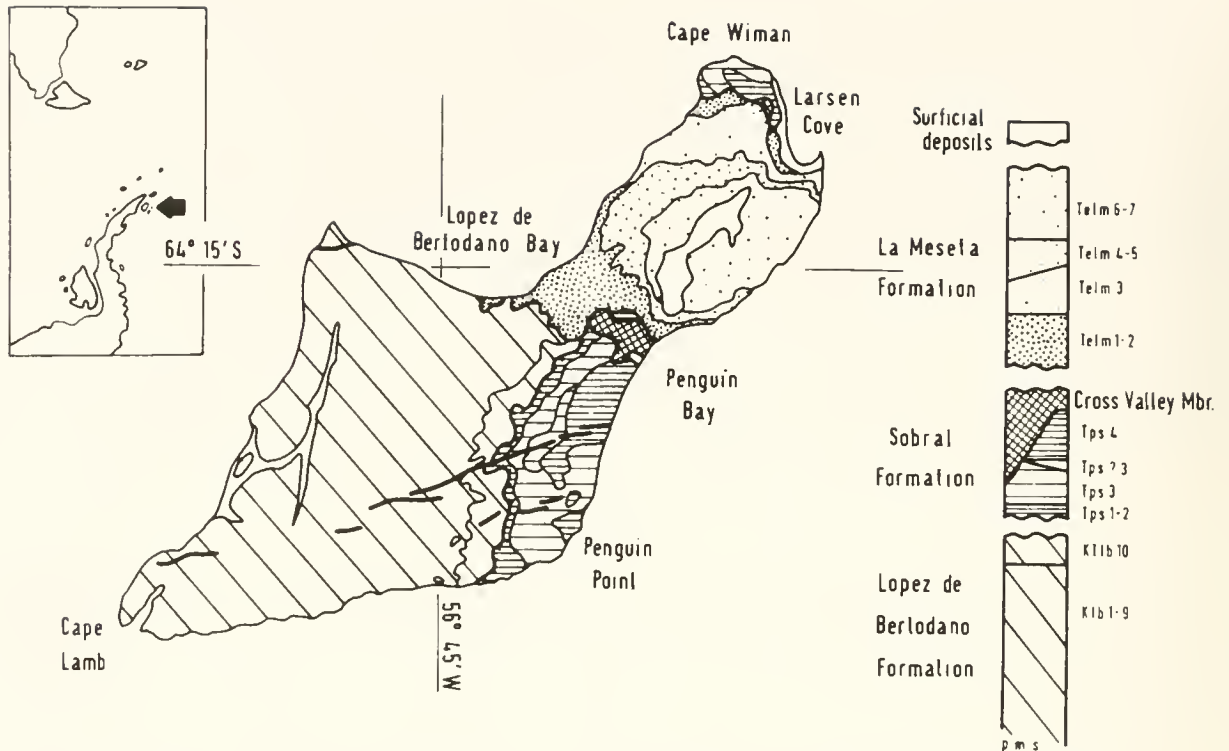 Cape Wiman
Larsen
Cove
Lopez de
Berlodano Bay
64° 15'S
Penguin
Bay
Penguin
Point
Cape
Lamb
56° 45'W
Surficial
deposils
Telm 6-7
La Meseta
Telm 4-5
Formation
Telm 3
Telm 1-2
Cross Valley Mbr.
Sobral
Tps 4
Formation
Tps ? 3
Tps 3
Tps 1-2
Lopez de
Berlodano
Formation
KTlb 10
Klb 1-9
p m s